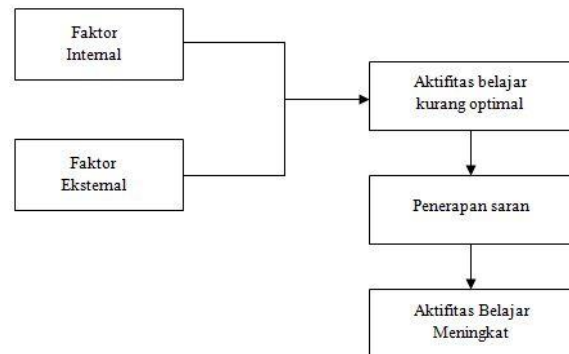 Faktor
Internal
Aktifitas belajar
kurang optimal
Faktor
Eksternal
Penerapan saran
Aktifitas Belajar
Meningkat